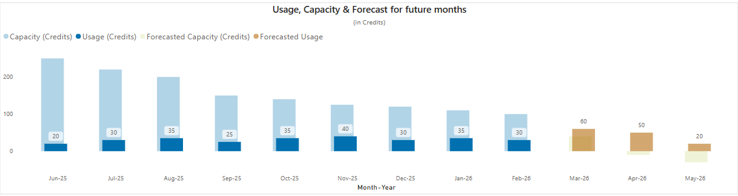 Usage, Capacity & Forecast for future months
(in Credits)
Capacity (Credits) Usage (Credits) Forecasted Capacity (Credits) Forecasted Usage
200
100
0
20 30 35 25 35 40 30 35 30 60 50 20
Jun-25 Jul-25 Aug-25 Sep-25 Oct-25 Nov-25 Dec-25 Jan-26 Feb-26 Mar-26 Apr-26 May-26
Month-Year